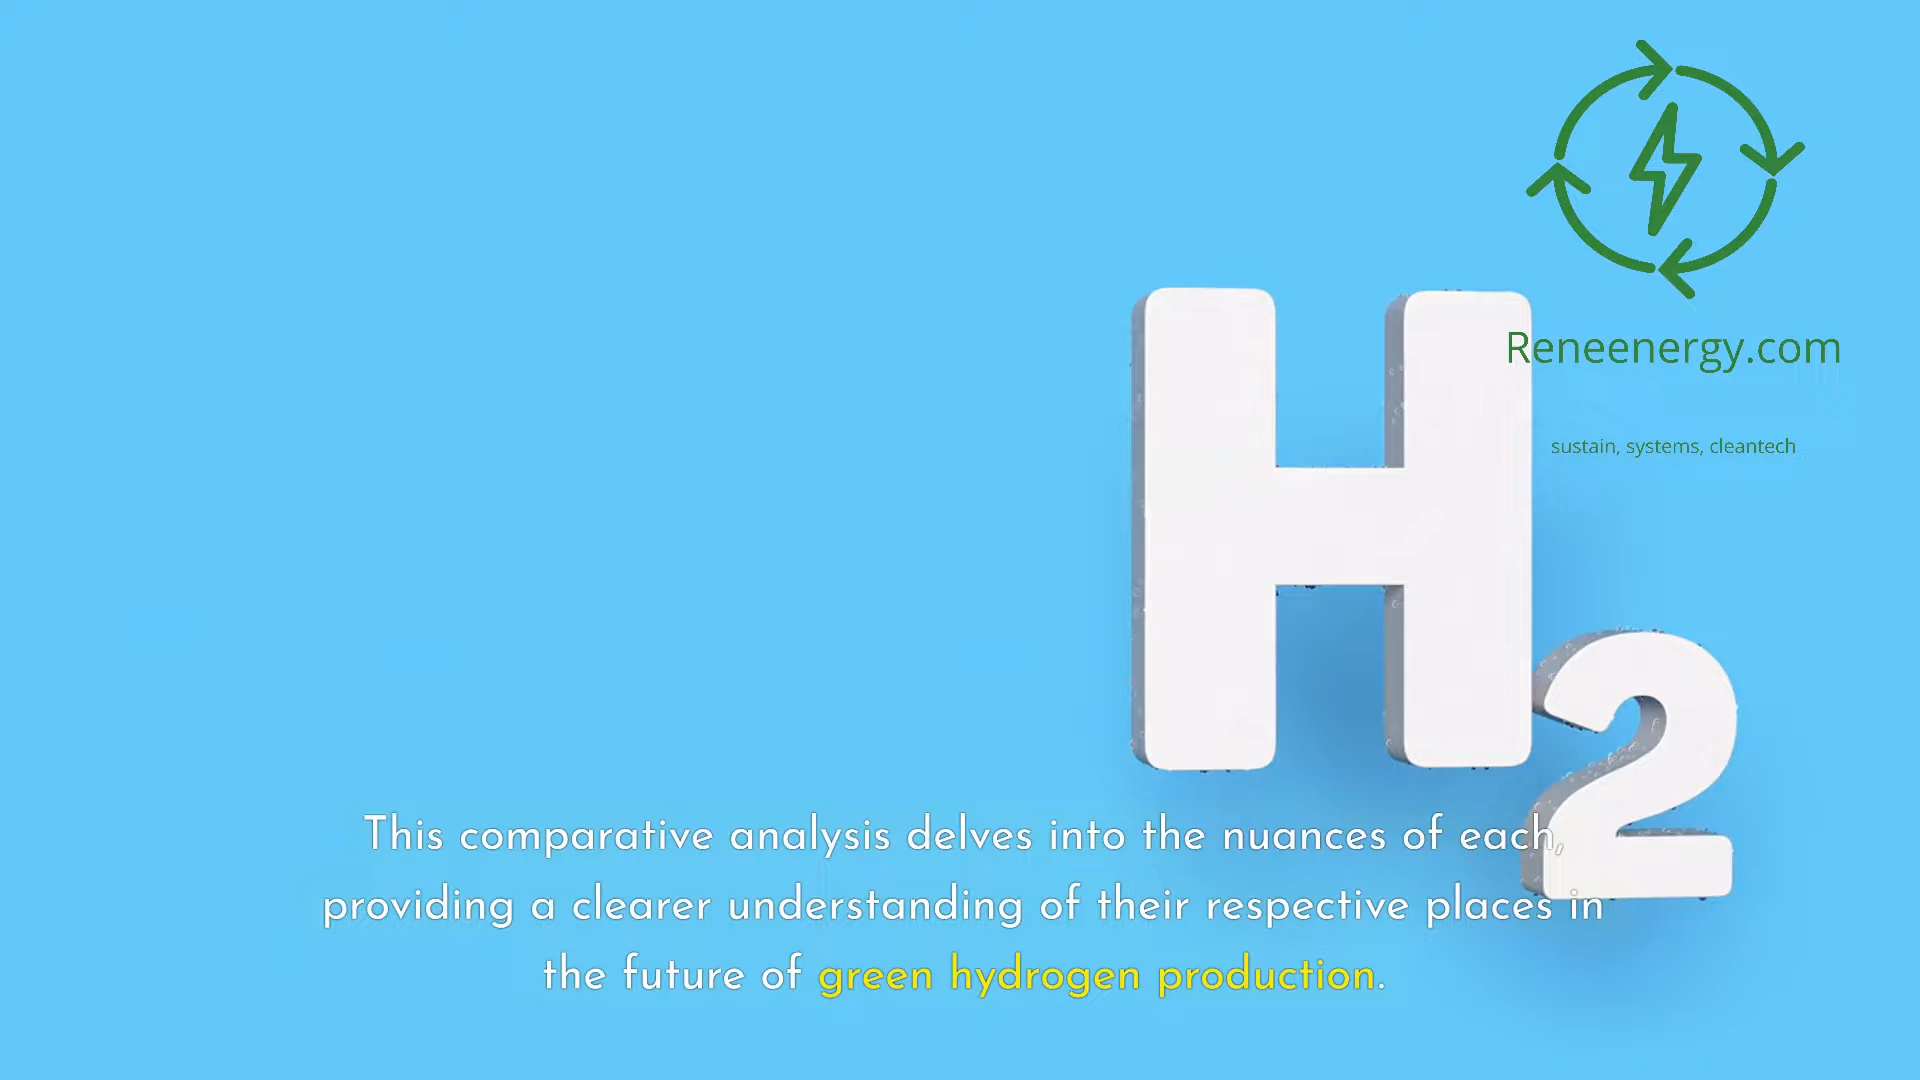 Reneenergy.com
sustain, systems, cleantech
H2
This comparative analysis delves into the nuances of each,
providing a clearer understanding of their respective places in
the future of green hydrogen production.